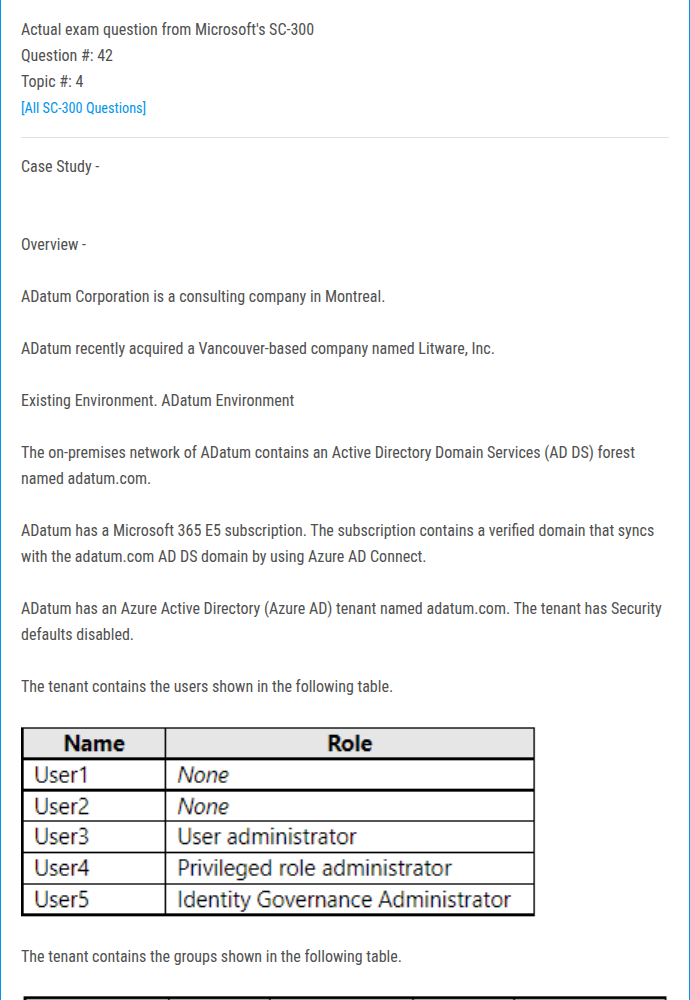 Actual exam question from Microsoft's SC-300
Question #: 42
Topic #: 4
[All SC-300 Questions]
Case Study -
Overview -
ADatum Corporation is a consulting company in Montreal.
ADatum recently acquired a Vancouver-based company named Litware, Inc.
Existing Environment. ADatum Environment
The on-premises network of ADatum contains an Active Directory Domain Services (AD DS) forest
named adatum.com.
ADatum has a Microsoft 365 E5 subscription. The subscription contains a verified domain that syncs
with the adatum.com AD DS domain by using Azure AD Connect.
ADatum has an Azure Active Directory (Azure AD) tenant named adatum.com. The tenant has Security
defaults disabled.
The tenant contains the users shown in the following table.
Name Role
User1 None
User2 None
User3 User administrator
User4 Privileged role administrator
User5 Identity Governance Administrator
The tenant contains the groups shown in the following table.